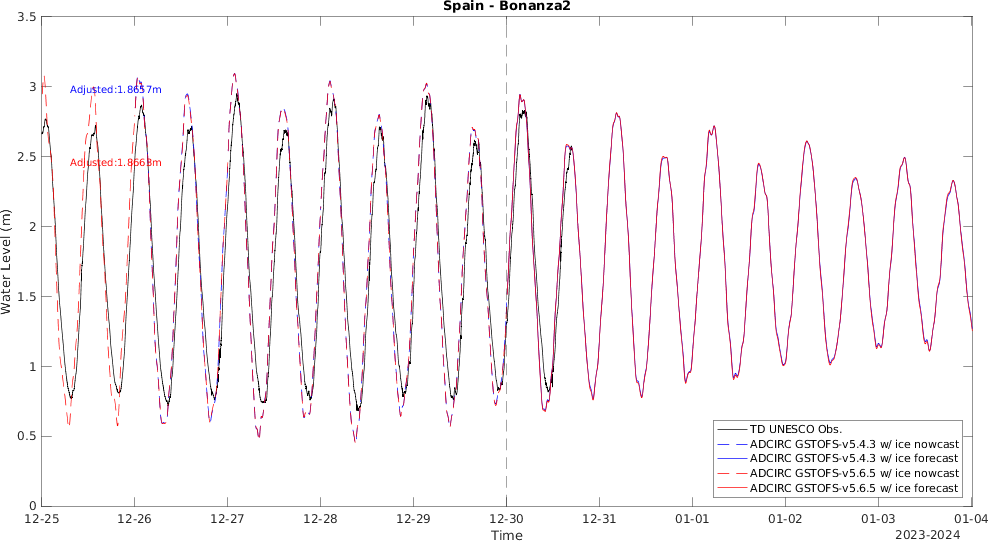 Spain - Bonanza2
3.5
3
2.5
2
1.5
1
0.5
0
Water Level (m)
Adjusted:1.8657m
Adjusted:1.8663m
TD UNESCO Obs.
ADCIRC GSTOFS-v5.4.3 w/ ice nowcast
ADCIRC GSTOFS-v5.4.3 w/ ice forecast
ADCIRC GSTOFS-v5.6.5 w/ ice nowcast
ADCIRC GSTOFS-v5.6.5 w/ ice forecast
12-25 12-26 12-27 12-28 12-29 12-30 12-31 01-01 01-02 01-03 01-04
Time
2023-2024